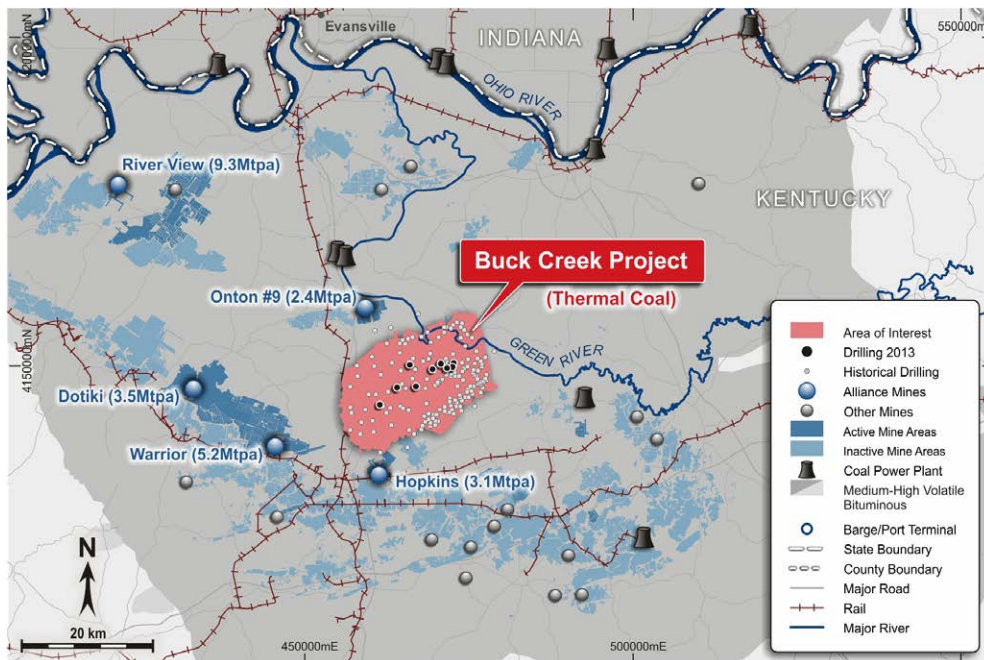 Evansville
INDIANA
550000mE
4200000mN
OHIO RIVER
River View (9.3Mtpa)
KENTUCKY
Buck Creek Project
(Thermal Coal)
Onton #9 (2.4Mtpa)
GREEN RIVER
4150000mN
Dotiki (3.5Mtpa)
Warrior (5.2Mtpa)
Hopkins (3.1Mtpa)
Area of Interest
Drilling 2013
Historical Drilling
Alliance Mines
Other Mines
Active Mine Areas
Inactive Mine Areas
Coal Power Plant
Medium-High Volatile
Bituminous
Barge/Port Terminal
State Boundary
County Boundary
Major Road
Rail
Major River
N
20 km
450000mE
500000mE